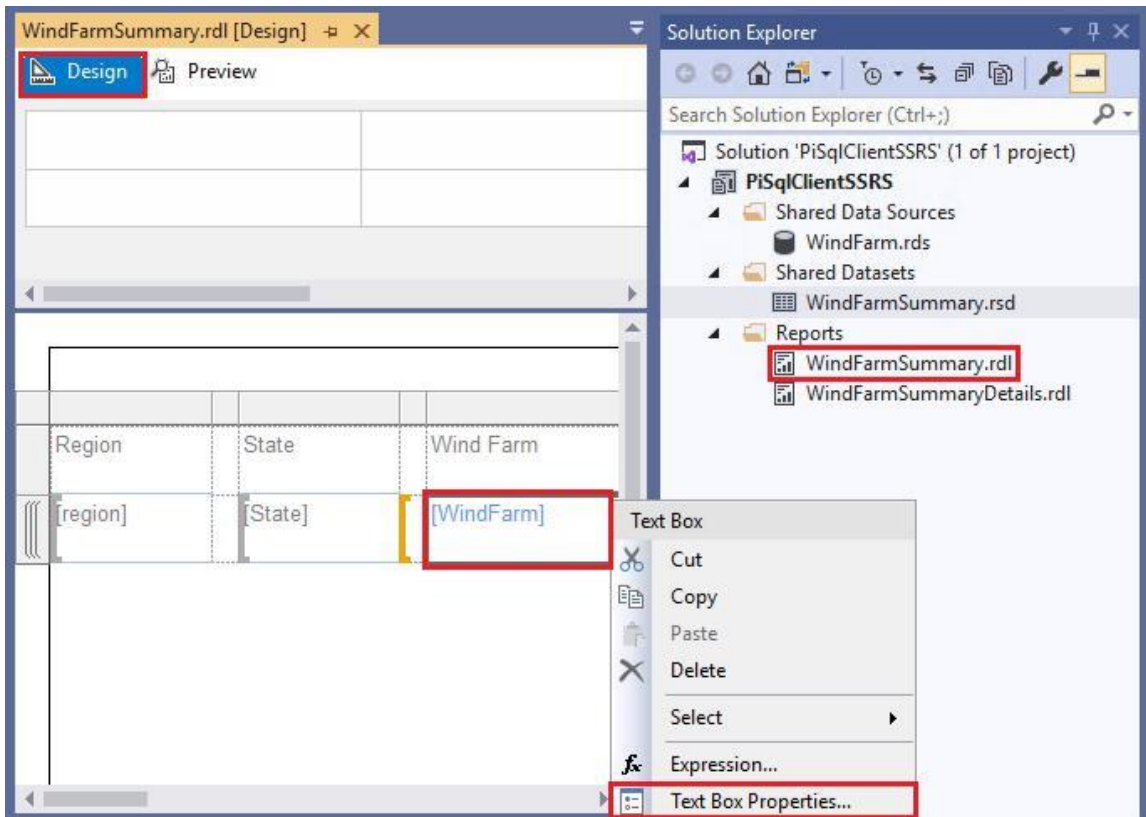 WindFarmSummary.rdl [Design]
Design
Preview
Region
State
Wind Farm
[region]
[State]
[WindFarm]
Text Box
Cut
Copy
Paste
Delete
Select
fx Expression...
Text Box Properties...
Solution Explorer
Search Solution Explorer (Ctrl+;)
Solution 'PiSqlClientSSRS' (1 of 1 project)
PiSqlClientSSRS
Shared Data Sources
WindFarm.rds
Shared Datasets
WindFarmSummary.rsd
Reports
WindFarmSummary.rdl
WindFarmSummaryDetails.rdl